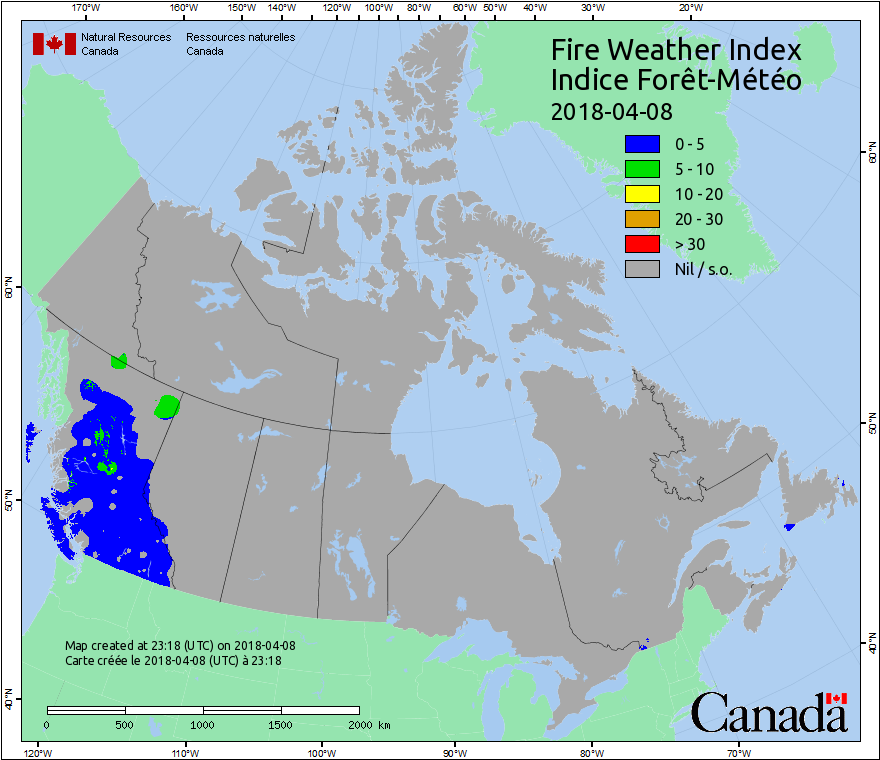 170°W 160°W 150°W 140°W 130°W 120°W 110°W 100°W 90°W 80°W 70°W 60°W 50°W 40°W 30°W 20°W
Natural Resources Canada
Ressources naturelles Canada
Fire Weather Index
Indice Forêt-Météo
2018-04-08
0 - 5
5 - 10
10 - 20
20 - 30
> 30
Nil / s.o.
60°N
60°N
50°N
50°N
40°N
40°N
Map created at 23:18 (UTC) on 2018-04-08
Carte créée le 2018-04-08 (UTC) à 23:18
0 500 1000 1500 2000 km
Canada
120°W 110°W 100°W 90°W 80°W 70°W